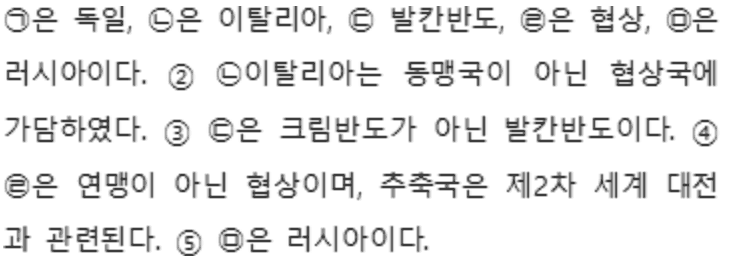 ㉠은 독일, ㉡은 이탈리아, ㉢ 발칸반도, ㉣은 협상, ㉤은
러시아이다. ② ㉡이탈리아는 동맹국이 아닌 협상국에
가담하였다. ③ ㉢은 크림반도가 아닌 발칸반도이다. ④
㉣은 연맹이 아닌 협상이며, 추축국은 제2차 세계 대전
과 관련된다. ⑤ ㉤은 러시아이다.